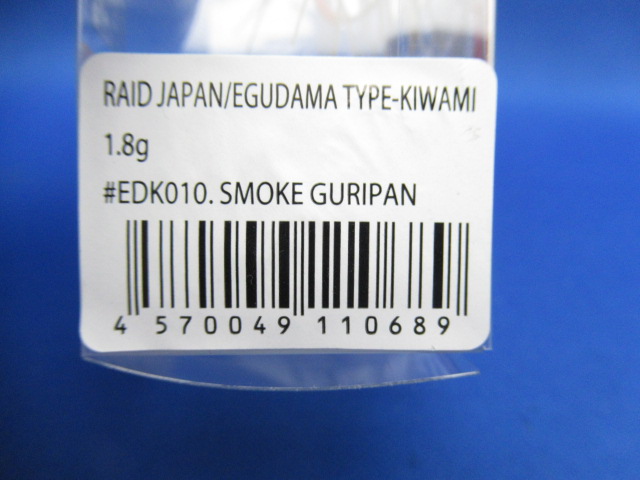 RAID JAPAN/EGUDAMA TYPE-KIWAMI
1.8g
#EDK010. SMOKE GURIPAN
4 570049 110689